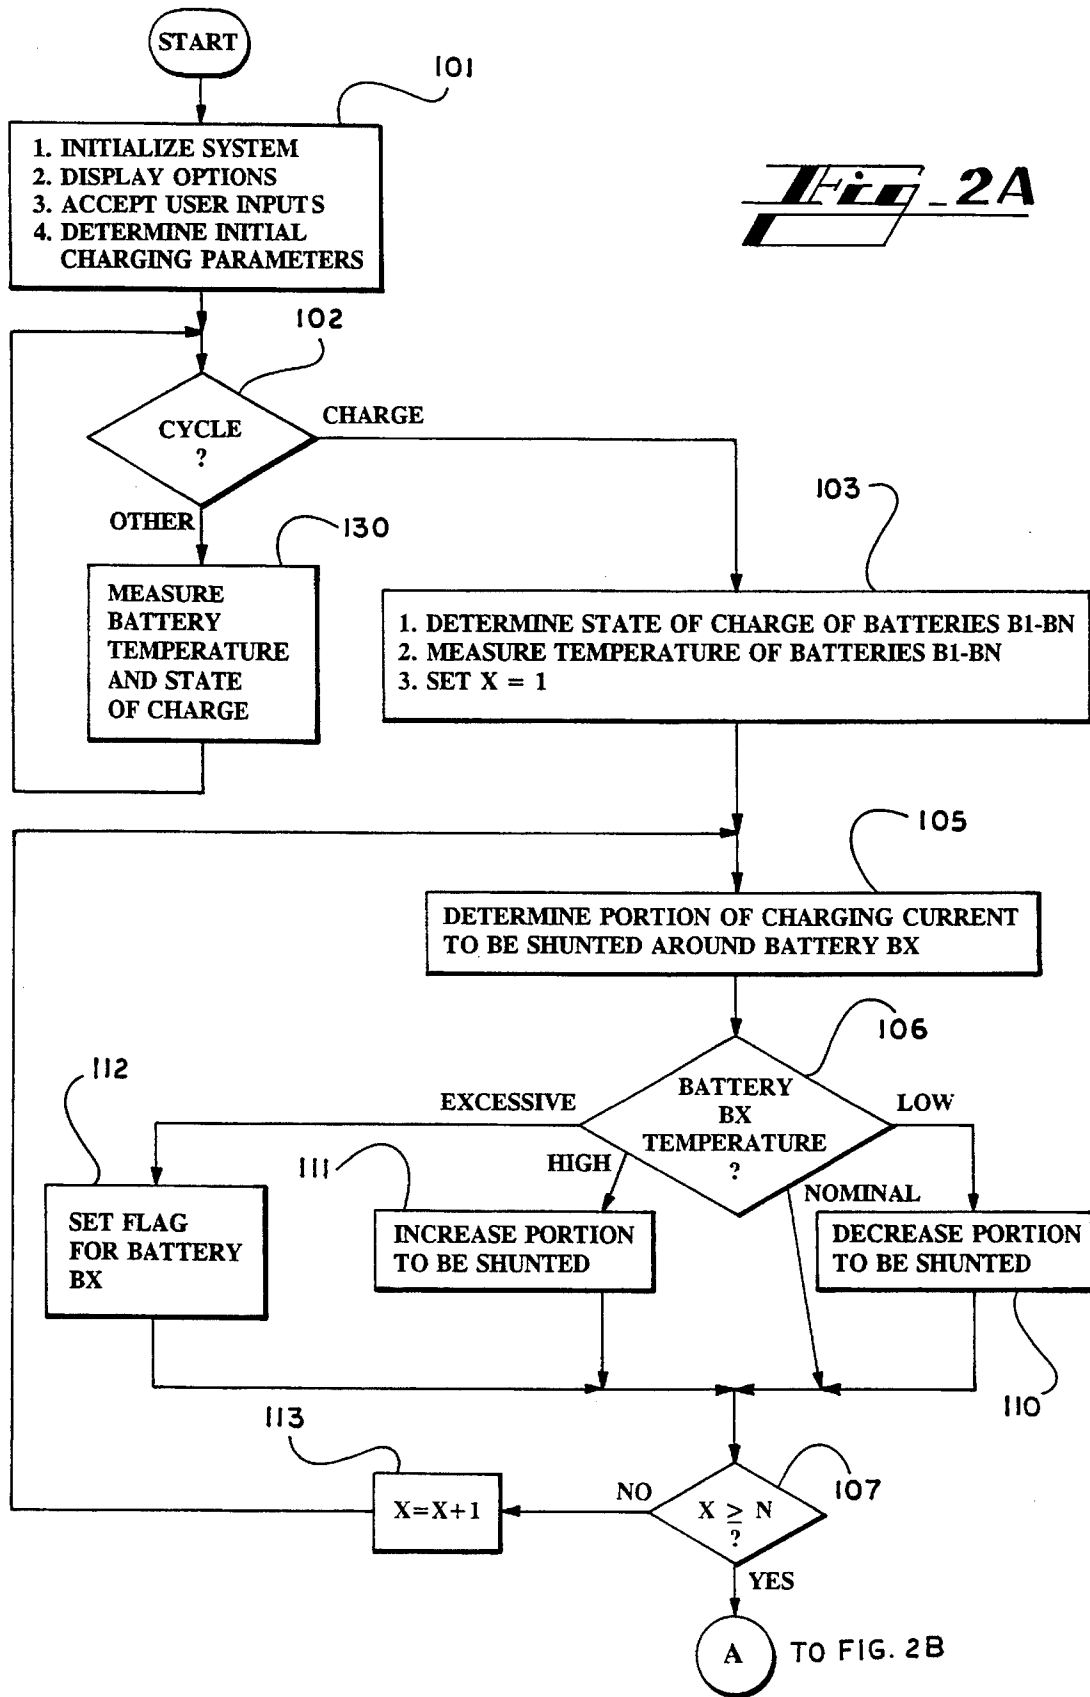 START
101
1. INITIALIZE SYSTEM
2. DISPLAY OPTIONS
3. ACCEPT USER INPUTS
4. DETERMINE INITIAL
CHARGING PARAMETERS
Fig_2A
102
CYCLE
?
CHARGE
OTHER
130
MEASURE
BATTERY
TEMPERATURE
AND STATE
OF CHARGE
103
1. DETERMINE STATE OF CHARGE OF BATTERIES B1-BN
2. MEASURE TEMPERATURE OF BATTERIES B1-BN
3. SET X = 1
105
DETERMINE PORTION OF CHARGING CURRENT
TO BE SHUNTED AROUND BATTERY BX
106
BATTERY
BX
TEMPERATURE
?
EXCESSIVE
HIGH
NOMINAL
LOW
112
SET FLAG
FOR BATTERY
BX
111
INCREASE PORTION
TO BE SHUNTED
DECREASE PORTION
TO BE SHUNTED
110
113
X=X+1
NO
X ≥ N
?
107
YES
A
TO FIG. 2B